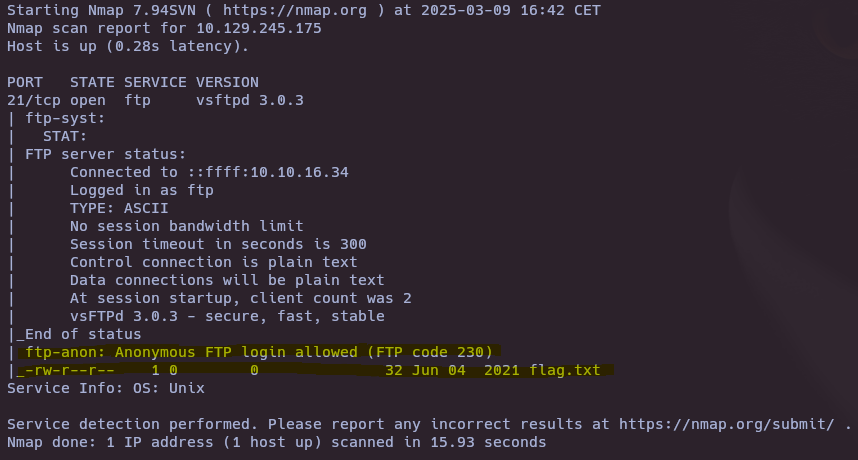 Starting Nmap 7.94SVN ( https://nmap.org ) at 2025-03-09 16:42 CET
Nmap scan report for 10.129.245.175
Host is up (0.28s latency).

PORT   STATE SERVICE VERSION
21/tcp open  ftp     vsftpd 3.0.3
| ftp-syst:
|   STAT:
| FTP server status:
|      Connected to ::ffff:10.10.16.34
|      Logged in as ftp
|      TYPE: ASCII
|      No session bandwidth limit
|      Session timeout in seconds is 300
|      Control connection is plain text
|      Data connections will be plain text
|      At session startup, client count was 2
|      vsFTPd 3.0.3 - secure, fast, stable
|_End of status
| ftp-anon: Anonymous FTP login allowed (FTP code 230)
|_-rw-r--r--    1 0        0              32 Jun 04  2021 flag.txt
Service Info: OS: Unix

Service detection performed. Please report any incorrect results at https://nmap.org/submit/ .
Nmap done: 1 IP address (1 host up) scanned in 15.93 seconds